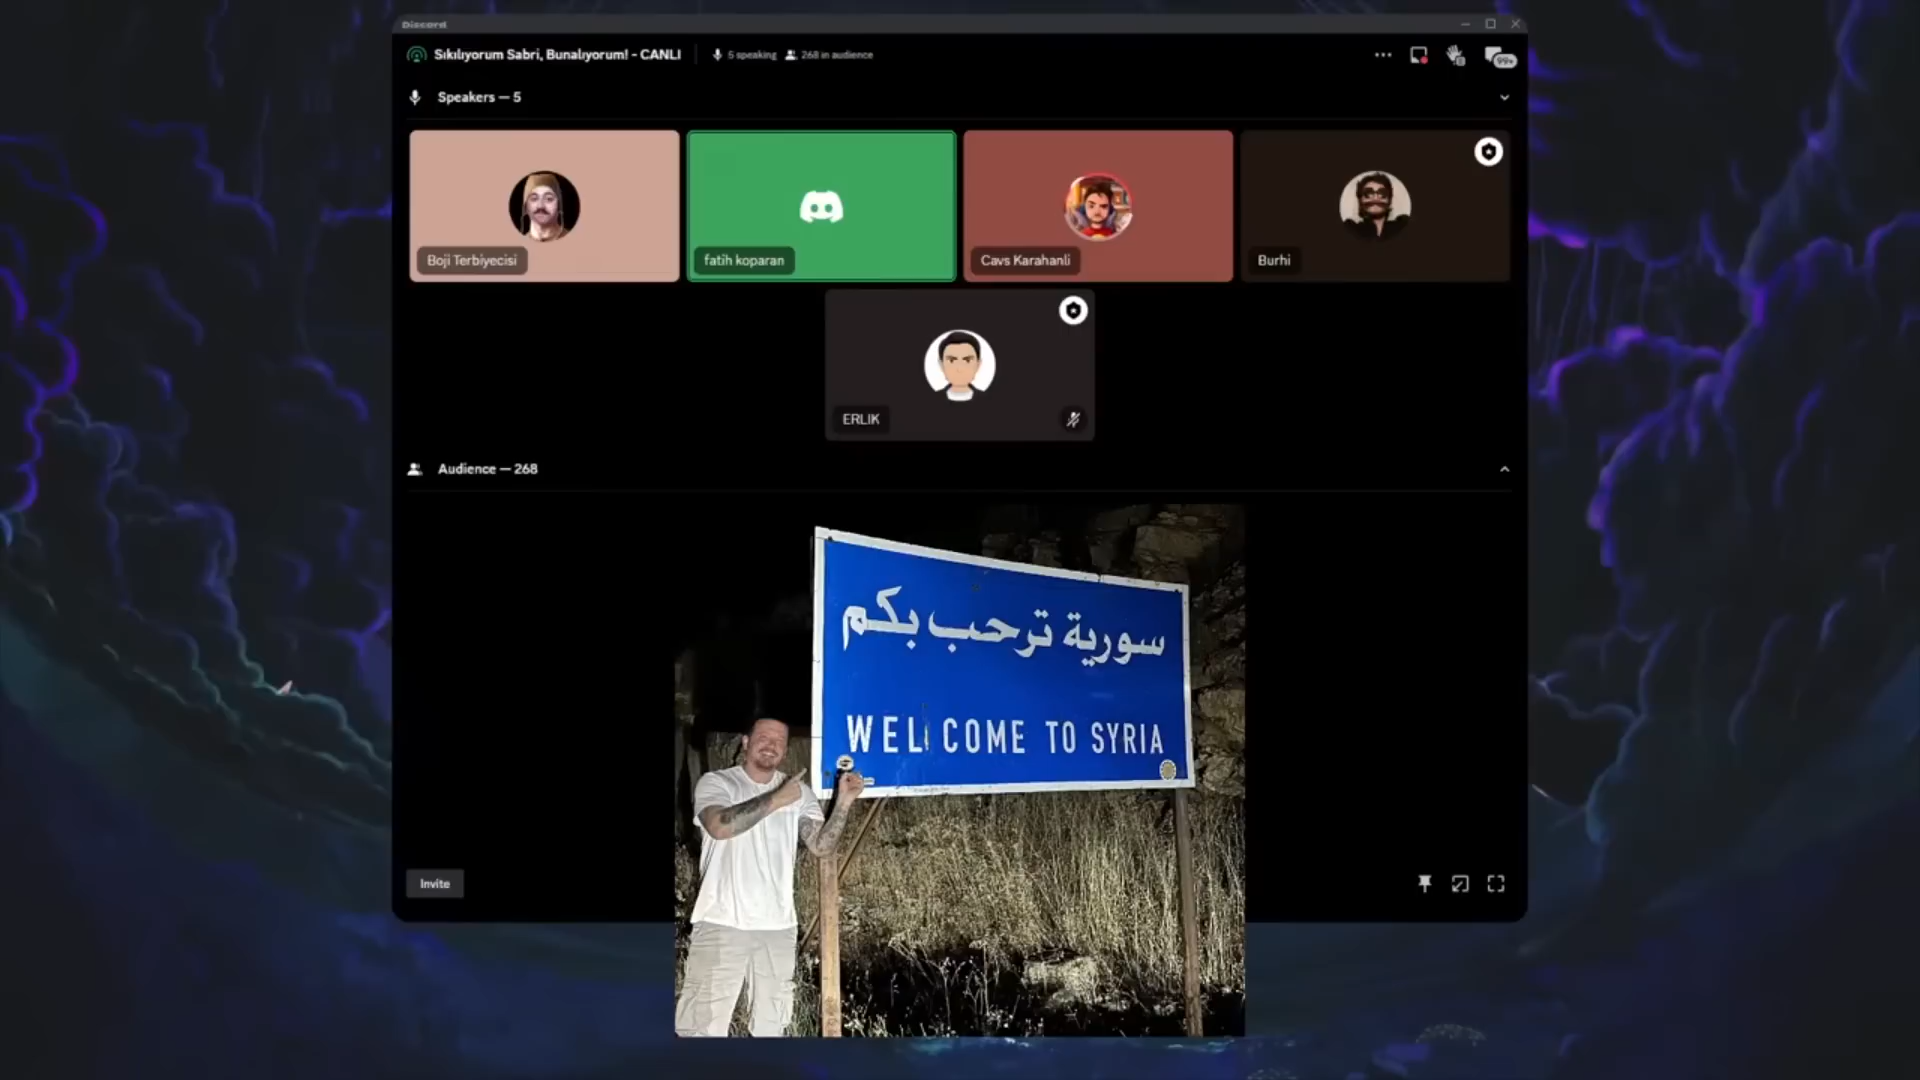 Discord
Sıkılıyorum Sabri, Bunalıyorum! - CANLI
5 speaking
268 in audience
99+
Speakers — 5
Boji Terbiyecisi
fatih koparan
Cavs Karahanli
Burhi
ERLIK
Audience — 268
سورية ترحب بكم
WELCOME TO SYRIA
Invite